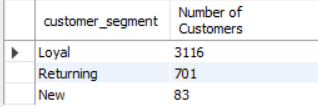 customer_segment Number of
Customers
Loyal 3116
Returning 701
New 83